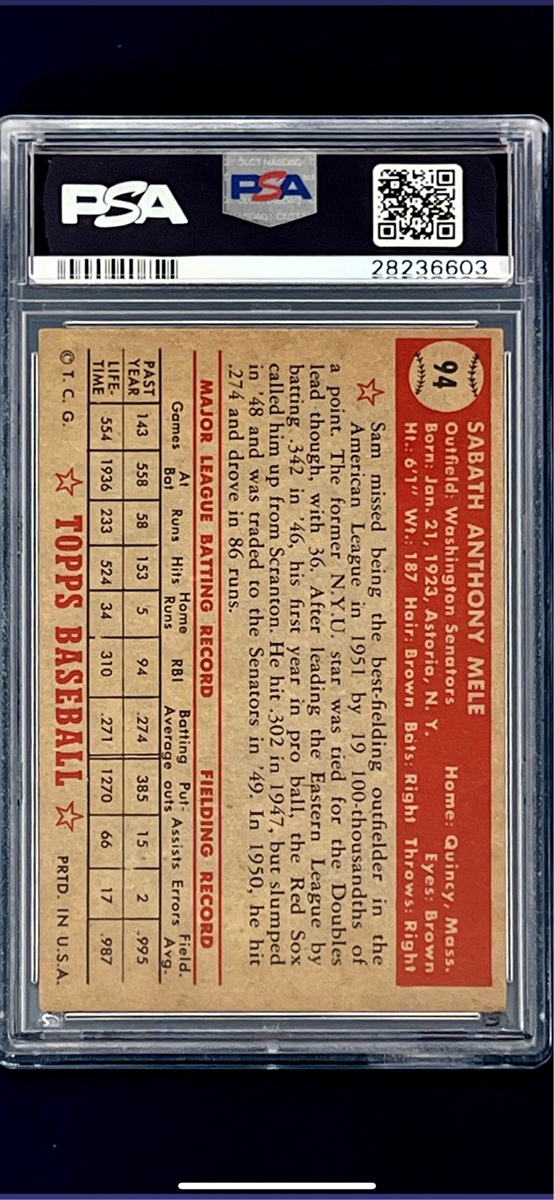 PSA
PSA
28236603
94
SABATH ANTHONY MELE
Outfield: Washington Senators Home: Quincy, Mass.
Born: Jan. 21, 1923, Astoria, N. Y. Eyes: Brown
Ht.: 6'1" Wt.: 187 Hair: Brown Bats: Right Throws: Right
Sam missed being the best-fielding outfielder in the
American League in 1951 by 19 100-thousandths of
a point. The former N.Y.U. star was tied for the Doubles
lead though, with 36. After leading the Eastern League by
batting .342 in '46, his first year in pro ball, the Red Sox
called him up from Scranton. He hit .302 in 1947, but slumped
in '48 and was traded to the Senators in '49. In 1950, he hit
.274 and drove in 86 runs.
MAJOR LEAGUE BATTING RECORD FIELDING RECORD
Games At Bat Runs Hits Home Runs RBI Batting Average Put-outs Assists Errors Field. Avg.
PAST YEAR 143 558 58 153 5 94 .274 385 15 2 .995
LIFE-TIME 554 1936 233 524 34 310 .271 1270 66 17 .987
©T. C. G. TOPPS BASEBALL PRTD. IN U.S.A.